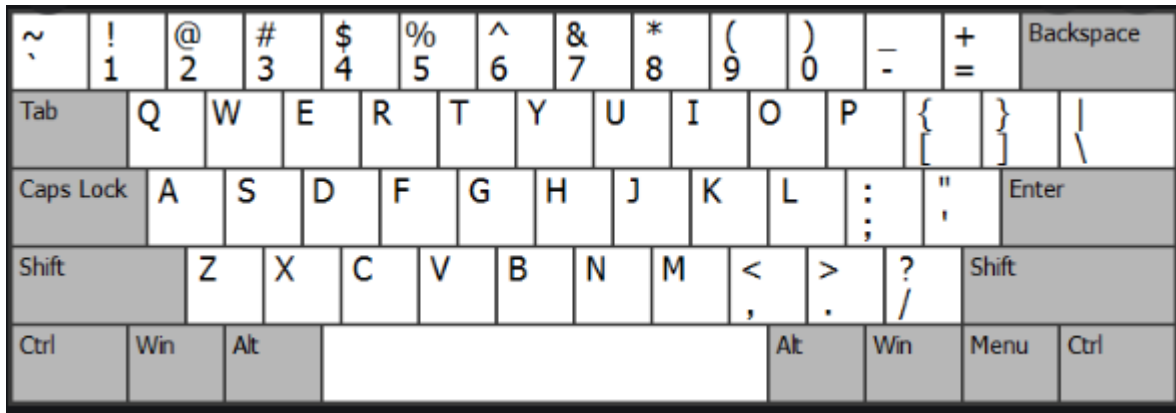 ~ ! @ # $ % ^ & * ( ) _ + Backspace
` 1 2 3 4 5 6 7 8 9 0 - =
Tab Q W E R T Y U I O P { } |
[ ] \
Caps Lock A S D F G H J K L : " Enter
; '
Shift Z X C V B N M < > ? Shift
, . /
Ctrl Win Alt Alt Win Menu Ctrl